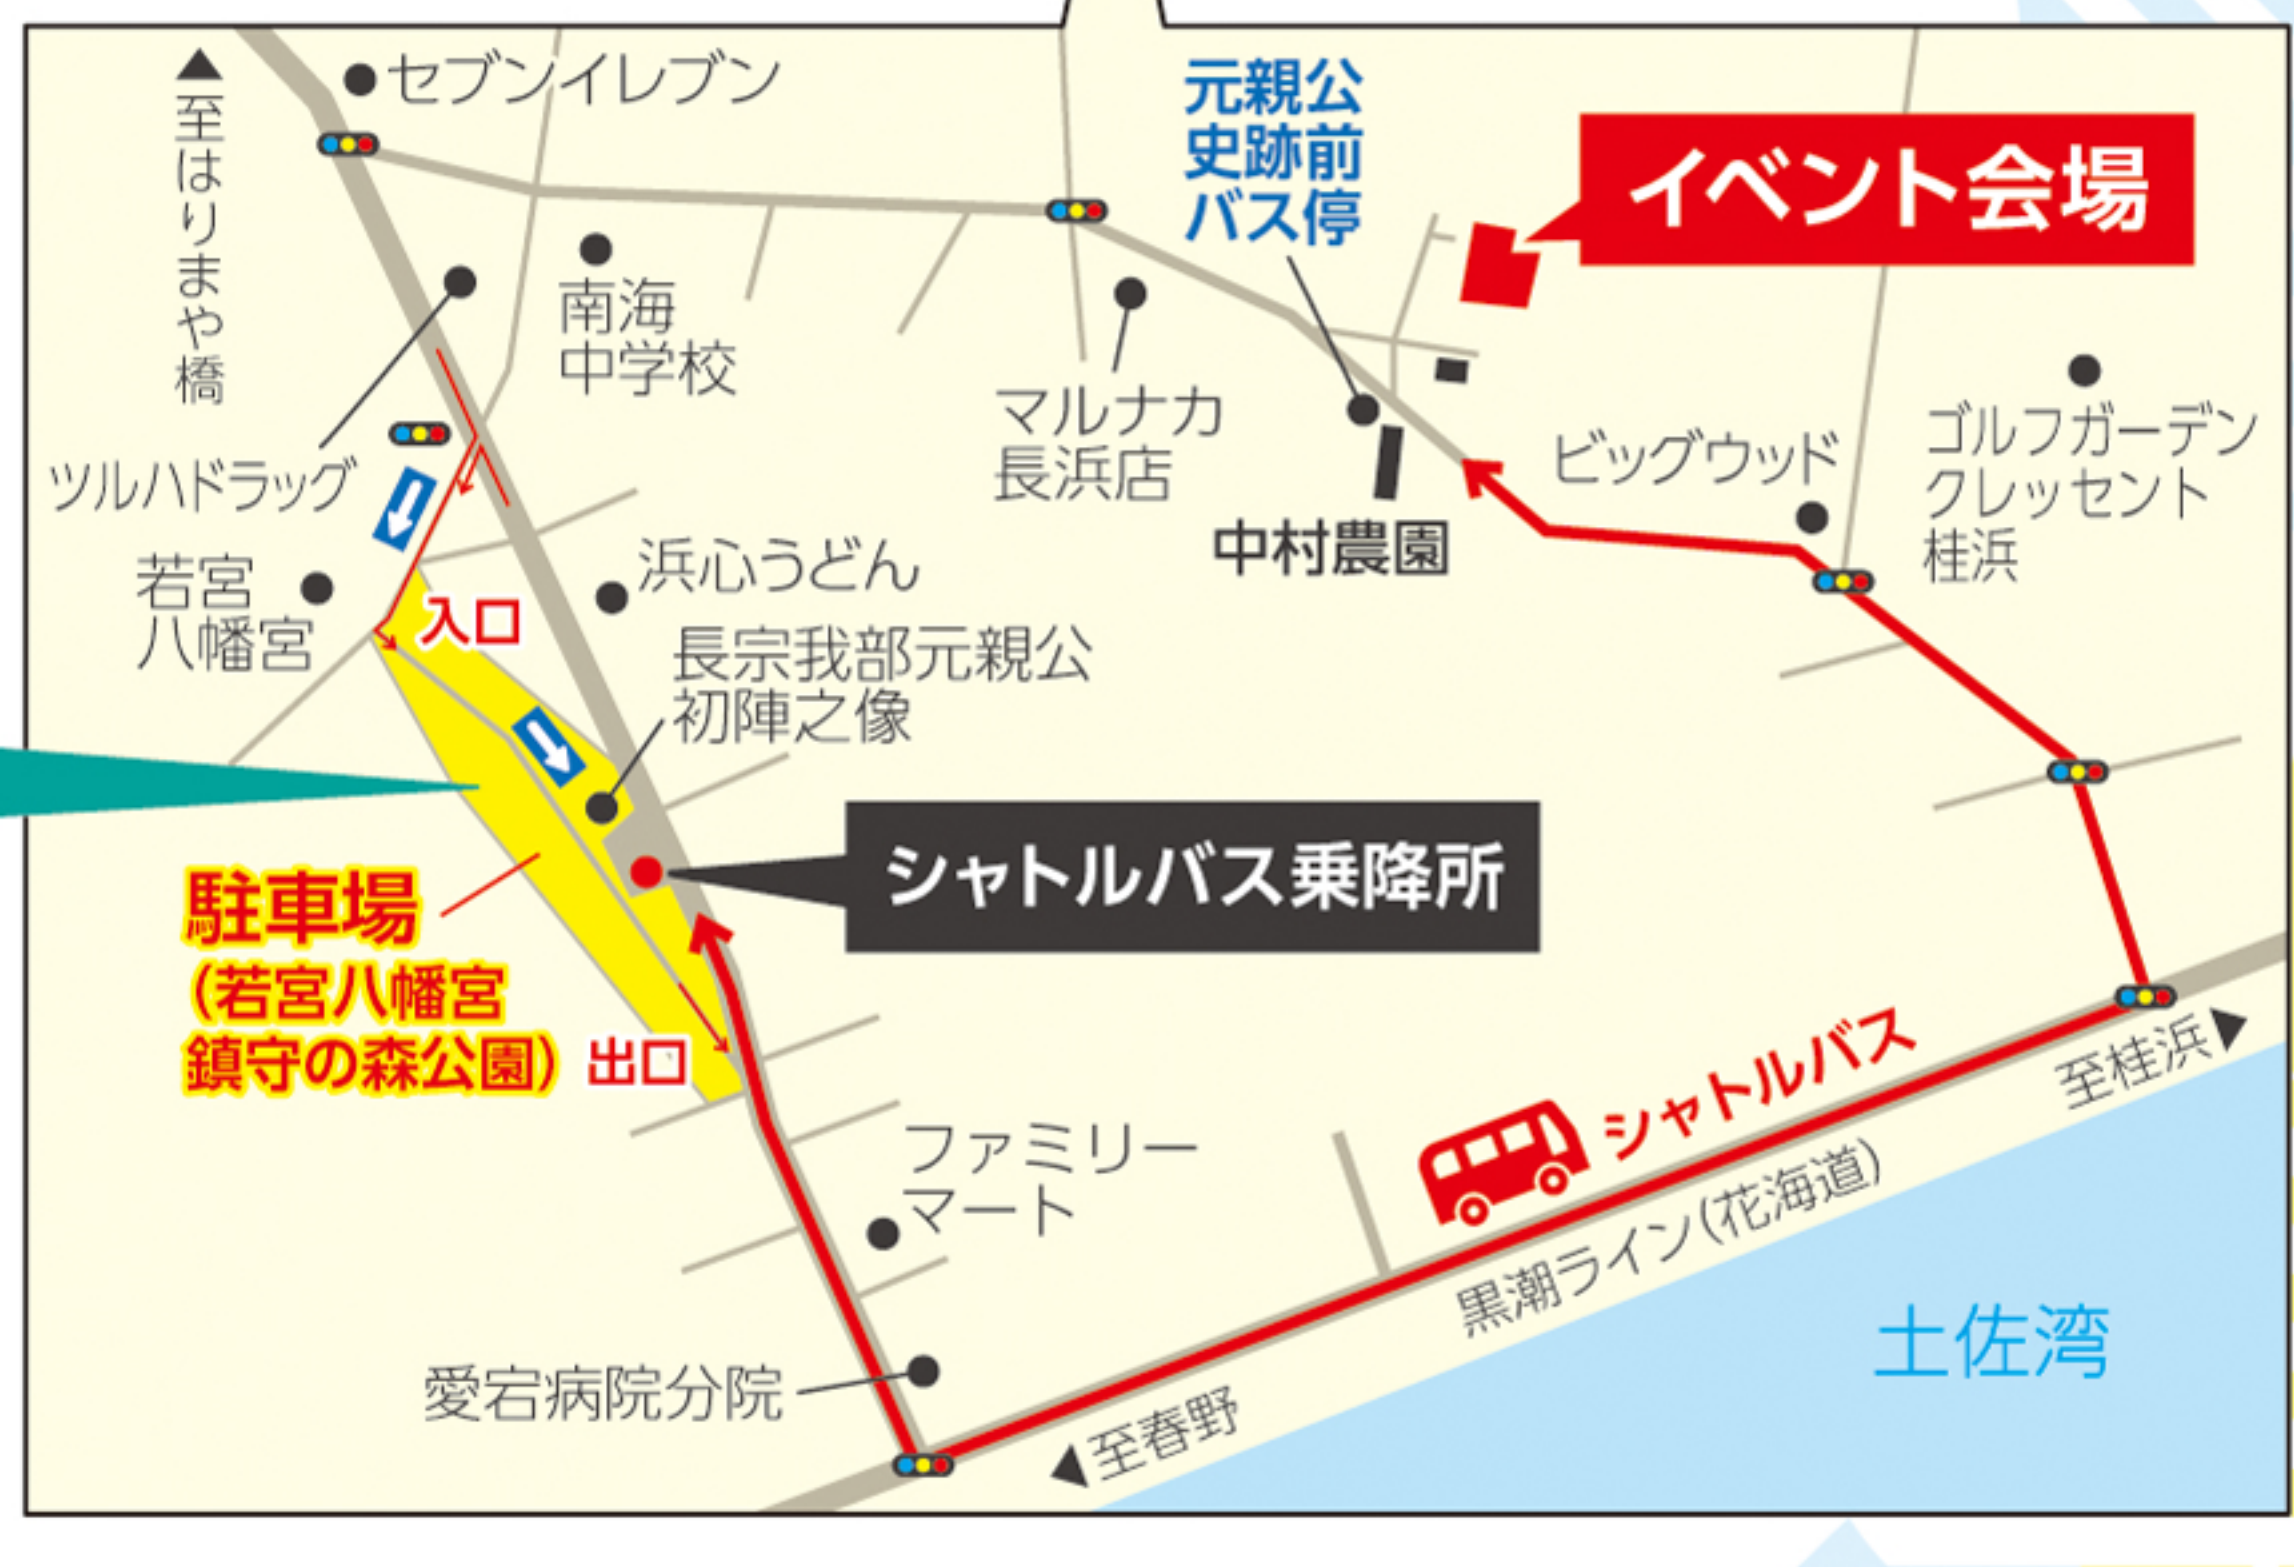 セブンイレブン
至はりまや橋
元親公
史跡前
バス停
イベント会場
南海
中学校
ツルハドラッグ
マルナカ
長浜店
ビッグウッド
ゴルフガーデン
クレッセント
桂浜
中村農園
若宮
八幡宮
入口
浜心うどん
長宗我部元親公
初陣之像
シャトルバス乗降所
駐車場
（若宮八幡宮
鎮守の森公園）
出口
ファミリー
マート
シャトルバス
至桂浜
黒潮ライン（花海道）
土佐湾
愛宕病院分院
至春野